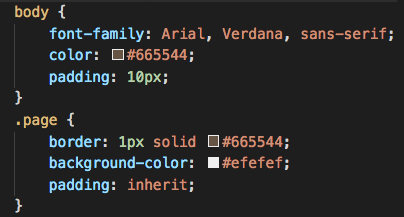 body {
    font-family: Arial, Verdana, sans-serif;
    color: #665544;
    padding: 10px;
}
.page {
    border: 1px solid #665544;
    background-color: #efefef;
    padding: inherit;
}